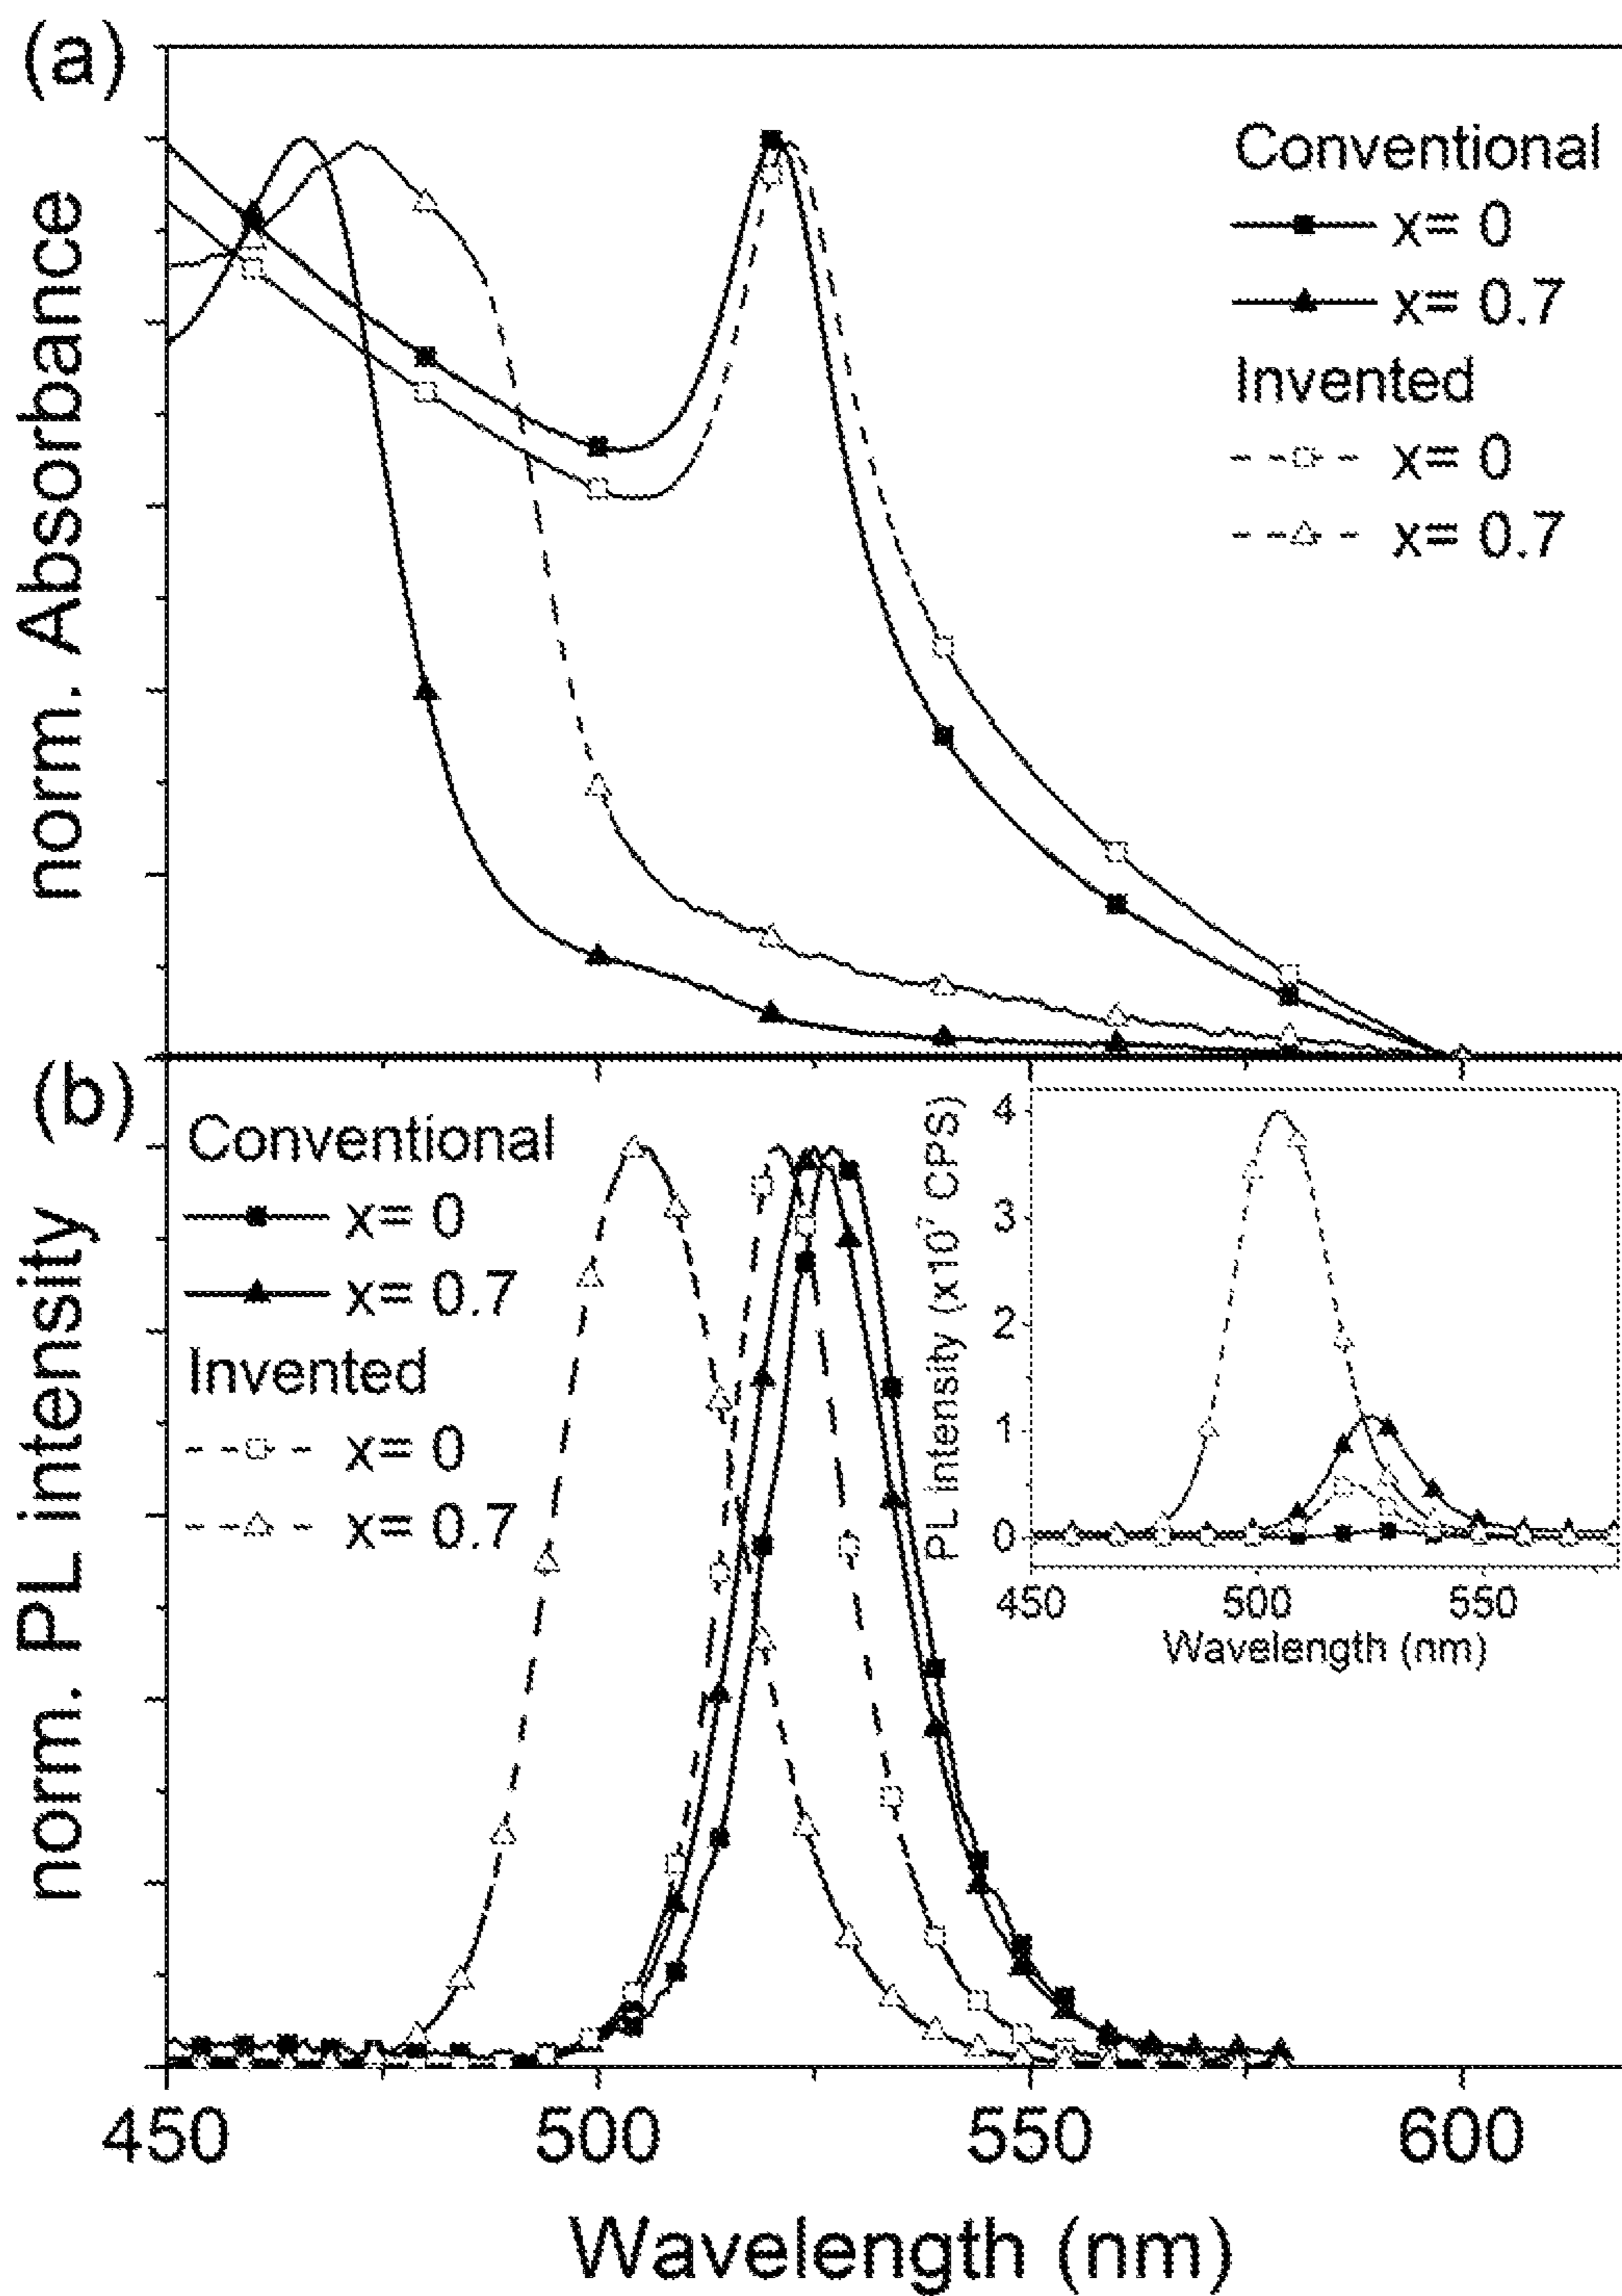 (a)
norm. Absorbance
Conventional
x= 0
x= 0.7
Invented
x= 0
x= 0.7
(b)
norm. PL intensity
Conventional
x= 0
x= 0.7
Invented
x= 0
x= 0.7
PL intensity (x10⁷ CPS)
4
3
2
1
0
450 500 550
Wavelength (nm)
450 500 550 600
Wavelength (nm)